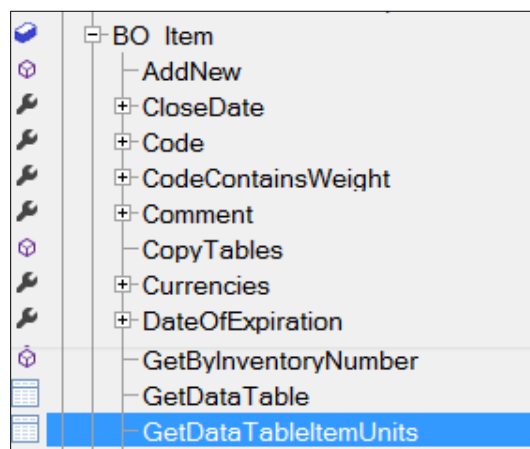 BO Item
AddNew
CloseDate
Code
CodeContainsWeight
Comment
CopyTables
Currencies
DateOfExpiration
GetByInventoryNumber
GetDataTable
GetDataTableItemUnits